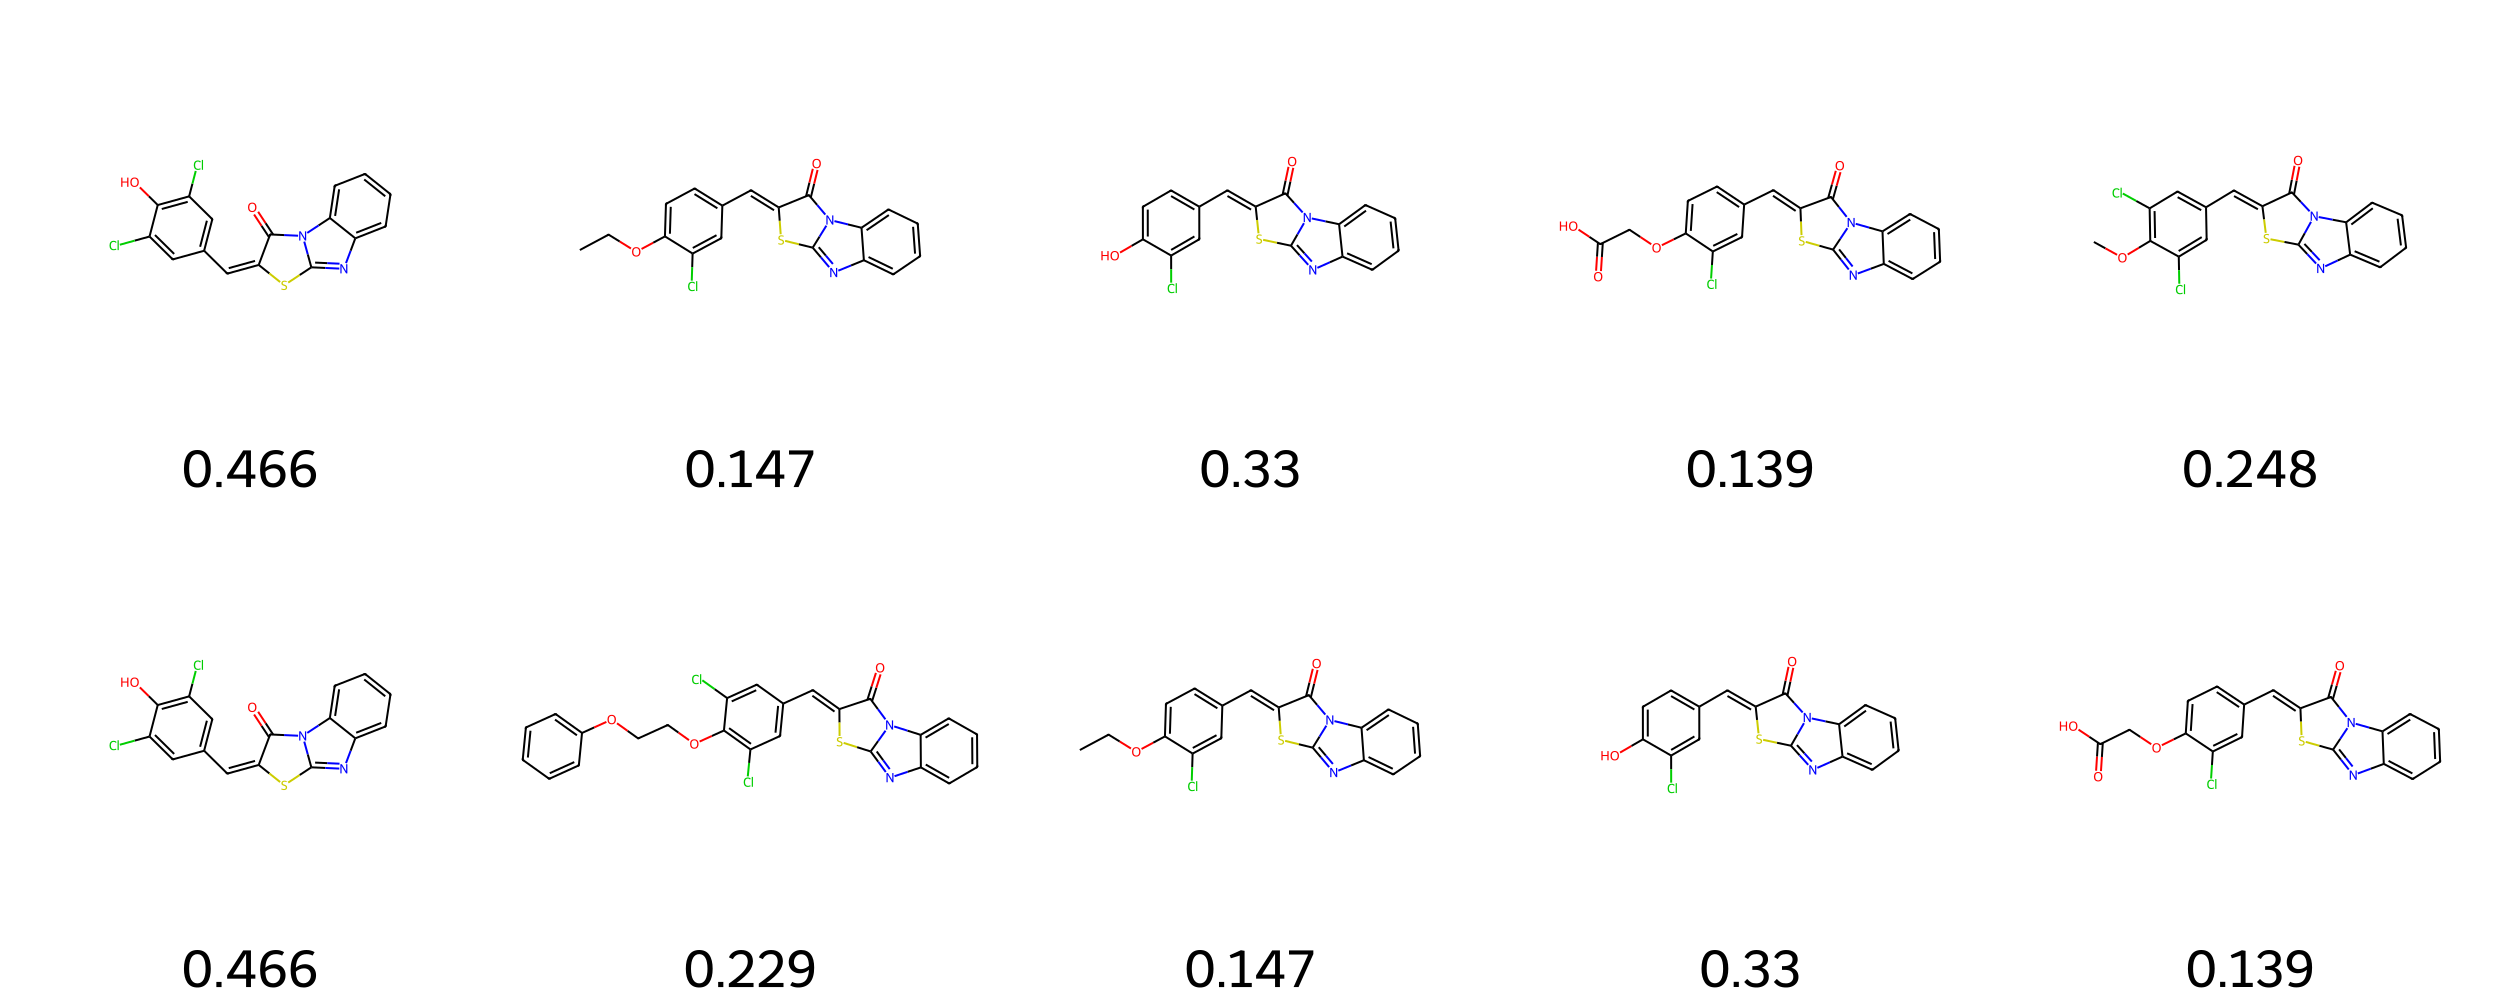 Cl HO O N Cl N S
O N S O N Cl
O N S HO N Cl
O N HO S O N O Cl
O Cl N S O N Cl
0.466 0.147 0.33 0.139 0.248
Cl HO O N Cl N S
O Cl O N S O N Cl
O N S O N Cl
O N S HO N Cl
O N HO S O N O Cl
0.466 0.229 0.147 0.33 0.139